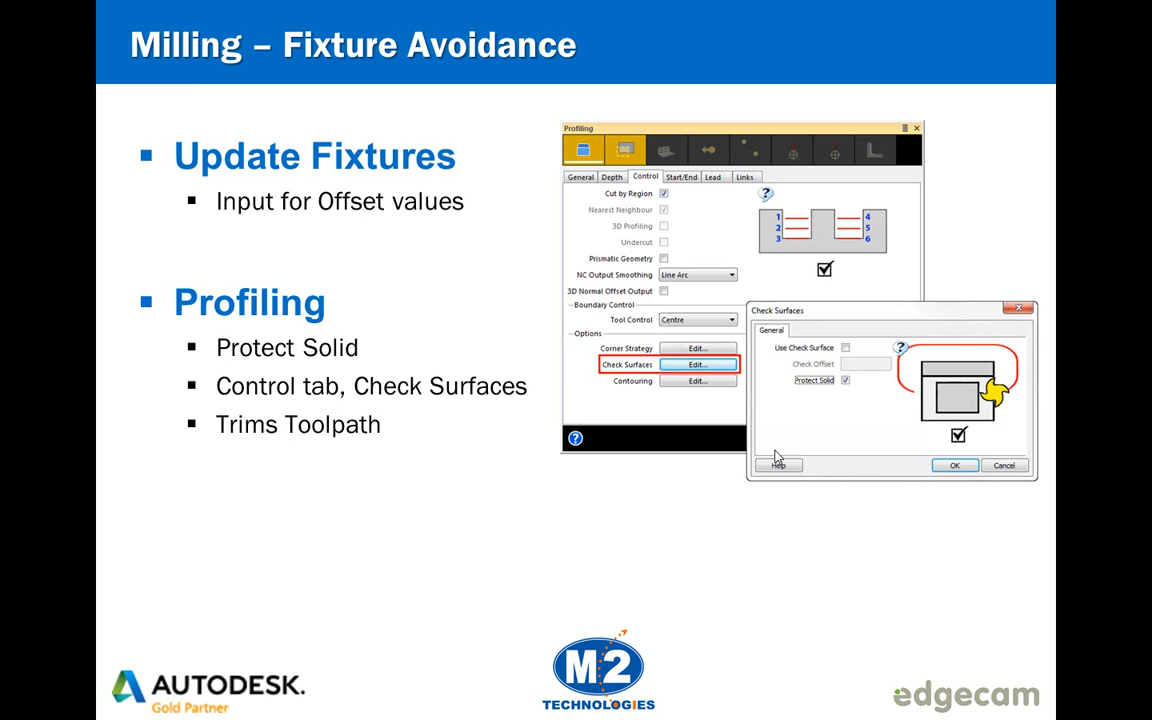 Milling – Fixture Avoidance
Update Fixtures
Input for Offset values
Profiling
Protect Solid
Control tab, Check Surfaces
Trims Toolpath
Profiling
General Depth Control Start/End Lead Links
Cut by Region
Nearest Neighbour
3D Profiling
Undercut
Prismatic Geometry
NC Output Smoothing Line Arc
3D Normal Offset Output
Boundary Control
Tool Control Centre
Options
Corner Strategy Edit...
Check Surfaces Edit...
Contouring Edit...
?
1 4
2 5
3 6
?
Check Surfaces
General
Use Check Surface
Check Offset
Protect Solid
?
Help OK Cancel
AUTODESK.
Gold Partner
M2
TECHNOLOGIES
edgecam